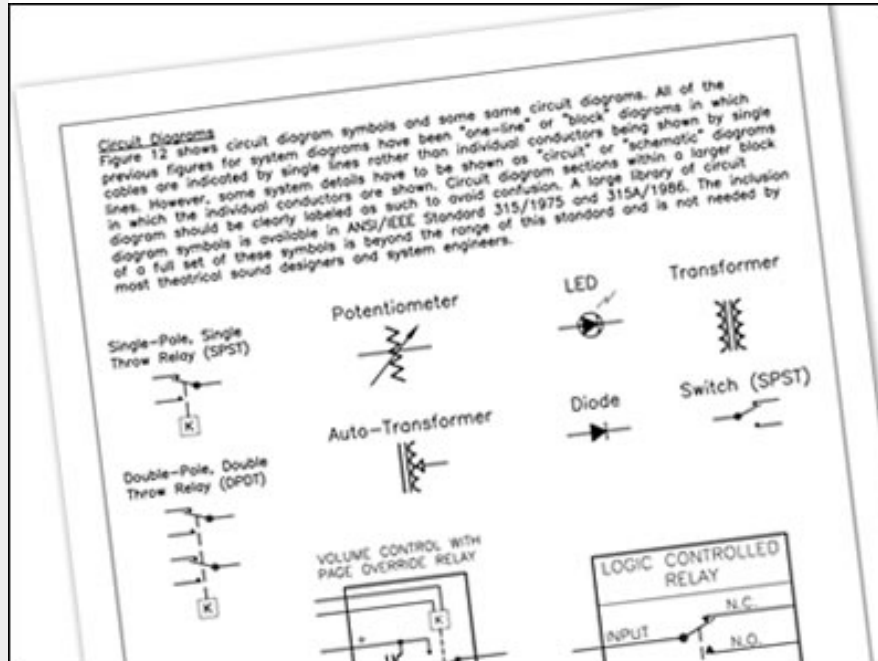 Circuit Diagrams
Figure 12 shows circuit diagram symbols and some same circuit diagrams. All of the
previous figures for system diagrams have been "one-line" or "block" diagrams in which
cables are indicated by single lines rather than individual conductors being shown by single
lines. However, some system details have to be shown as "circuit" or "schematic" diagrams
in which the individual conductors are shown. Circuit diagram sections within a larger block
diagram should be clearly labeled as such to avoid confusion. A large library of circuit
diagram symbols is available in ANSI/IEEE Standard 315/1975 and 315A/1986. The inclusion
of a full set of these symbols is beyond the range of this standard and is not needed by
most theatrical sound designers and system engineers.
Single-Pole, Single
Throw Relay (SPST)
K
Potentiometer
LED
Transformer
Double-Pole, Double
Throw Relay (DPDT)
K
Auto-Transformer
Diode
Switch (SPST)
VOLUME CONTROL WITH
PAGE OVERRIDE RELAY
K
+
LOGIC CONTROLLED
RELAY
N.C.
INPUT
N.O.